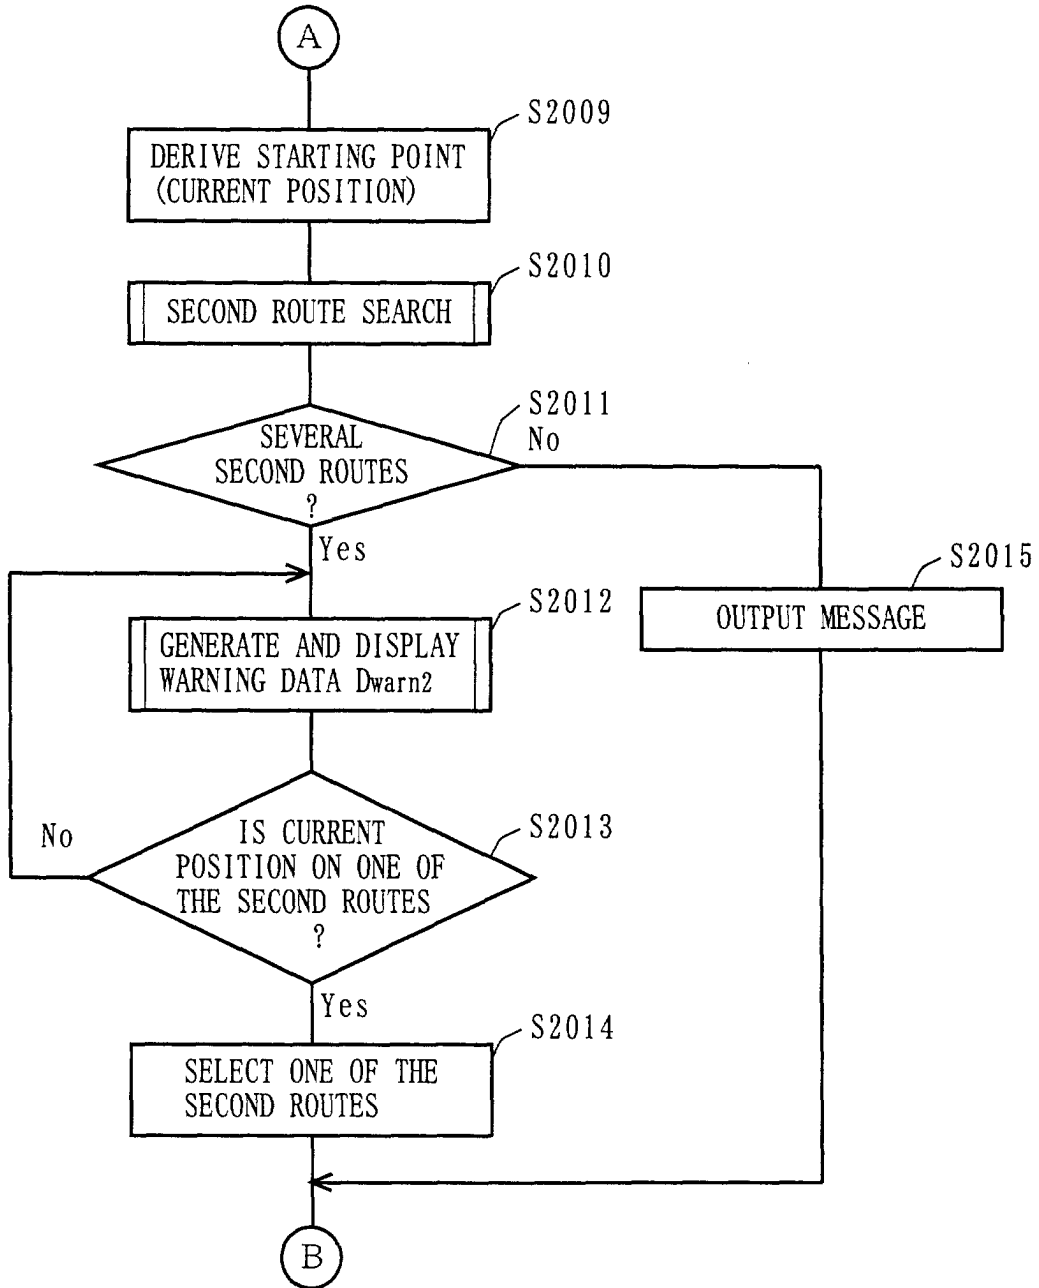 A
S2009
DERIVE STARTING POINT
(CURRENT POSITION)
S2010
SECOND ROUTE SEARCH
S2011
No
SEVERAL
SECOND ROUTES
?
Yes
S2015
OUTPUT MESSAGE
S2012
GENERATE AND DISPLAY
WARNING DATA Dwarn2
No
S2013
IS CURRENT
POSITION ON ONE OF
THE SECOND ROUTES
?
Yes
S2014
SELECT ONE OF THE
SECOND ROUTES
B